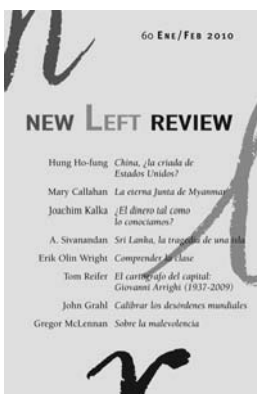 60 ENE/FEB 2010
NEW LEFT REVIEW
Hung Ho-fung China, ¿la criada de
Estados Unidos?
Mary Callahan La eterna Junta de Myanmar
Joachim Kalka ¿El dinero tal como
lo conocíamos?
A. Sivanandan Sri Lanka, la tragedia de una isla
Erik Olin Wright Comprender la clase
Tom Reifer El cartógrafo del capital:
Giovanni Arrighi (1937-2009)
John Grahl Calibrar los desórdenes mundiales
Gregor McLennan Sobre la malevolencia